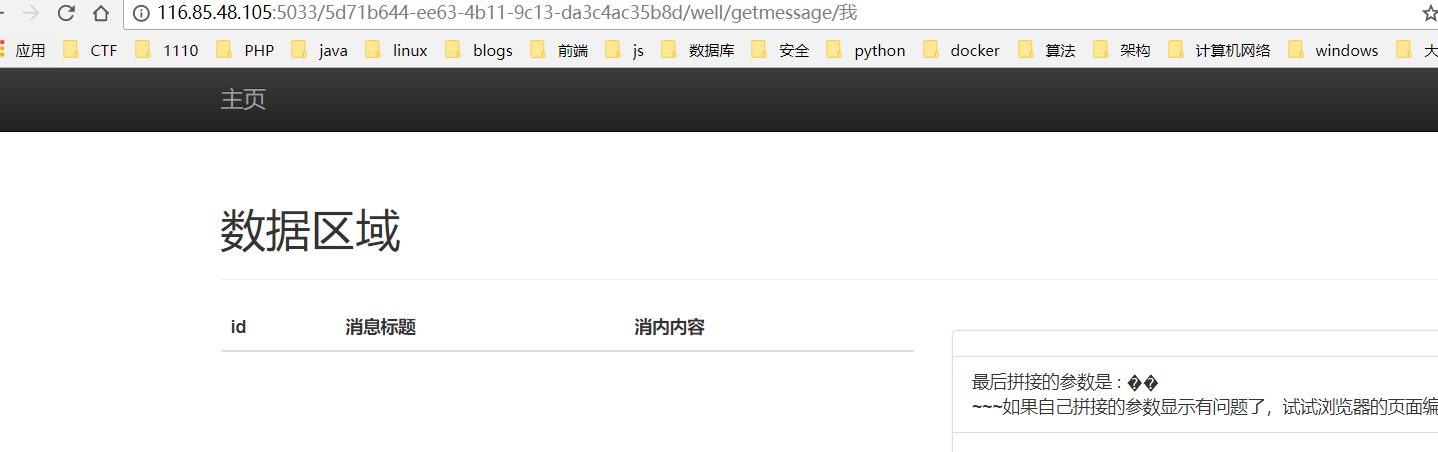 116.85.48.105:5033/5d71b644-ee63-4b11-9c13-da3c4ac35b8d/well/getmessage/我
应用 CTF 1110 PHP java linux blogs 前端 js 数据库 安全 python docker 算法 架构 计算机网络 windows 大
主页
数据区域
id 消息标题 消内内容
最后拼接的参数是 : ��
~~~如果自己拼接的参数显示有问题了，试试浏览器的页面编